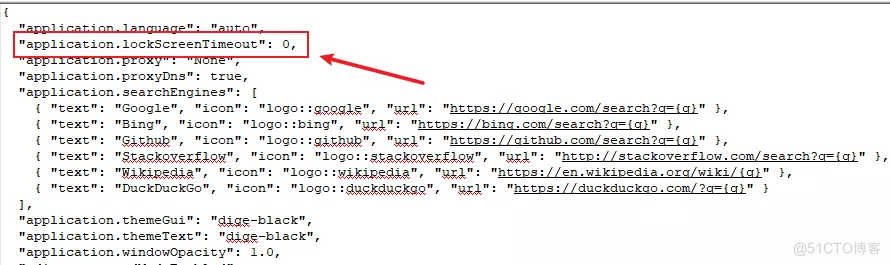 {
"application.language": "auto",
"application.lockScreenTimeout": 0,
"application.proxy": "None",
"application.proxyDns": true,
"application.searchEngines": [
{ "text": "Google", "icon": "logo::google", "url": "https://google.com/search?q={q}" },
{ "text": "Bing", "icon": "logo::bing", "url": "https://bing.com/search?q={q}" },
{ "text": "Github", "icon": "logo::github", "url": "https://github.com/search?q={q}" },
{ "text": "Stackoverflow", "icon": "logo::stackoverflow", "url": "http://stackoverflow.com/search?q={q}" },
{ "text": "Wikipedia", "icon": "logo::wikipedia", "url": "https://en.wikipedia.org/wiki/{q}" },
{ "text": "DuckDuckGo", "icon": "logo::duckduckgo", "url": "https://duckduckgo.com/?q={q}" }
],
"application.themeGui": "dige-black",
"application.themeText": "dige-black",
"application.windowOpacity": 1.0,
@51CTO博客